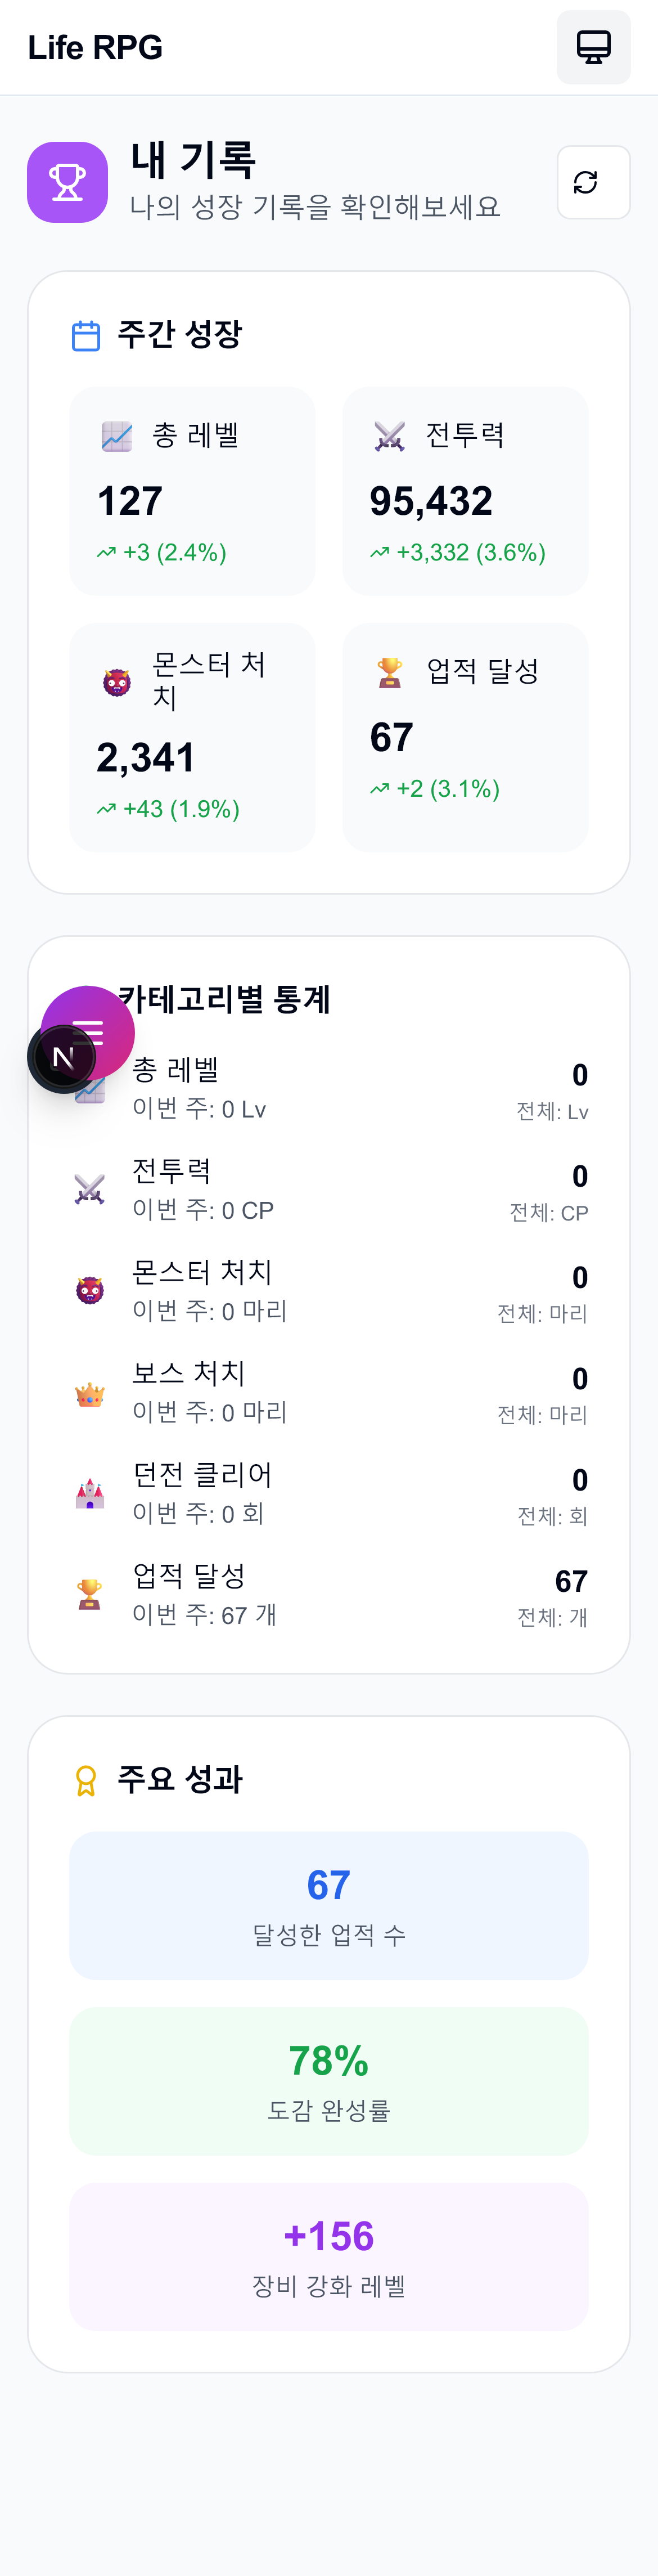 Life RPG
내 기록
나의 성장 기록을 확인해보세요
주간 성장
총 레벨
127
+3 (2.4%)
전투력
95,432
+3,332 (3.6%)
몬스터 처
치
2,341
+43 (1.9%)
업적 달성
67
+2 (3.1%)
카테고리별 통계
N
총 레벨
0
이번 주: 0 Lv
전체: Lv
전투력
0
이번 주: 0 CP
전체: CP
몬스터 처치
0
이번 주: 0 마리
전체: 마리
보스 처치
0
이번 주: 0 마리
전체: 마리
던전 클리어
0
이번 주: 0 회
전체: 회
업적 달성
67
이번 주: 67 개
전체: 개
주요 성과
67
달성한 업적 수
78%
도감 완성률
+156
장비 강화 레벨